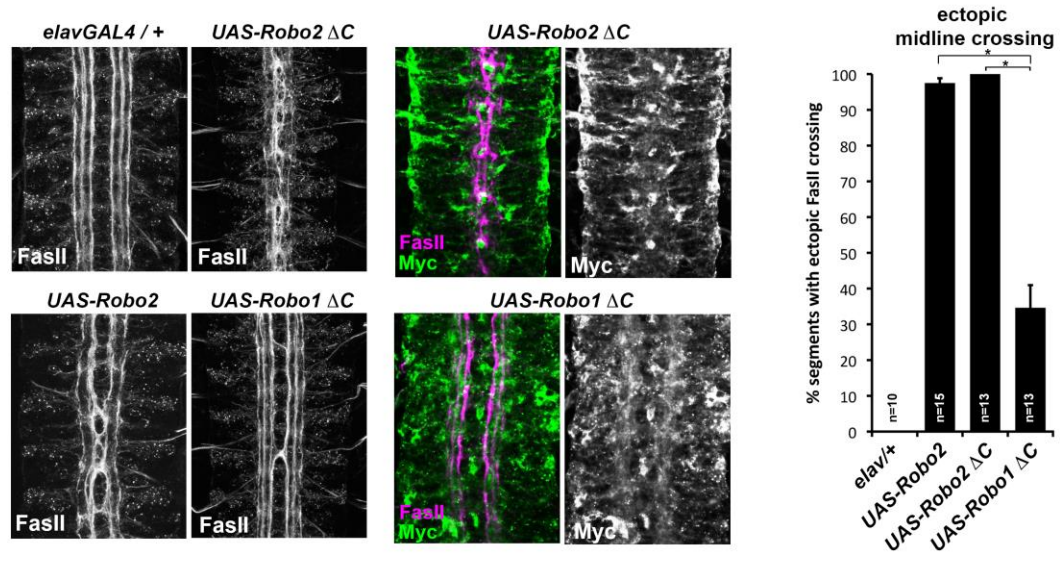 elavGAL4 / +
UAS-Robo2 ΔC
FasII
FasII
UAS-Robo2
UAS-Robo1 ΔC
FasII
FasII
UAS-Robo2 ΔC
FasII
Myc
Myc
UAS-Robo1 ΔC
FasII
Myc
Myc
ectopic
midline crossing
*
*
% segments with ectopic FasII crossing
100
90
80
70
60
50
40
30
20
10
0
n=10
n=15
n=13
n=13
elav/+
UAS-Robo2
UAS-Robo2 ΔC
UAS-Robo1 ΔC